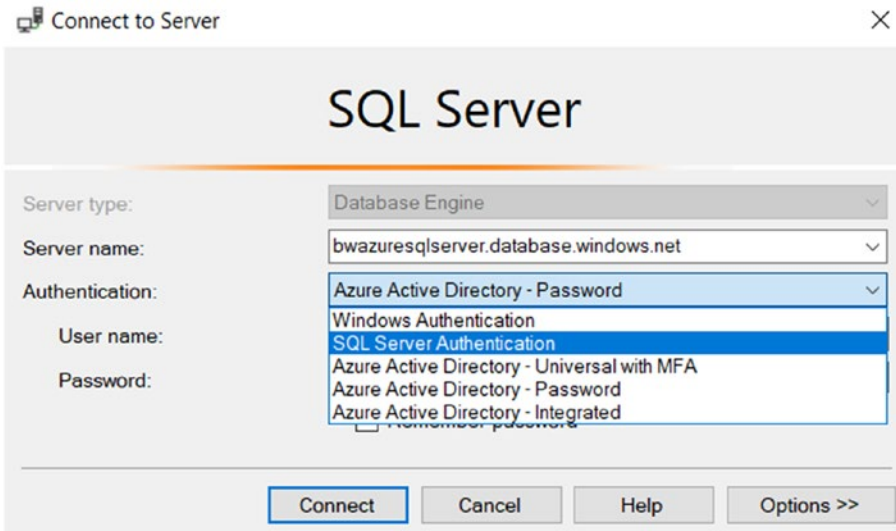 Connect to Server
SQL Server
Server type: Database Engine
Server name: bwazuresqlserver.database.windows.net
Authentication: Azure Active Directory - Password
Windows Authentication
User name:
SQL Server Authentication
Azure Active Directory - Universal with MFA
Password:
Azure Active Directory - Password
Azure Active Directory - Integrated
Remember password
Connect Cancel Help Options >>